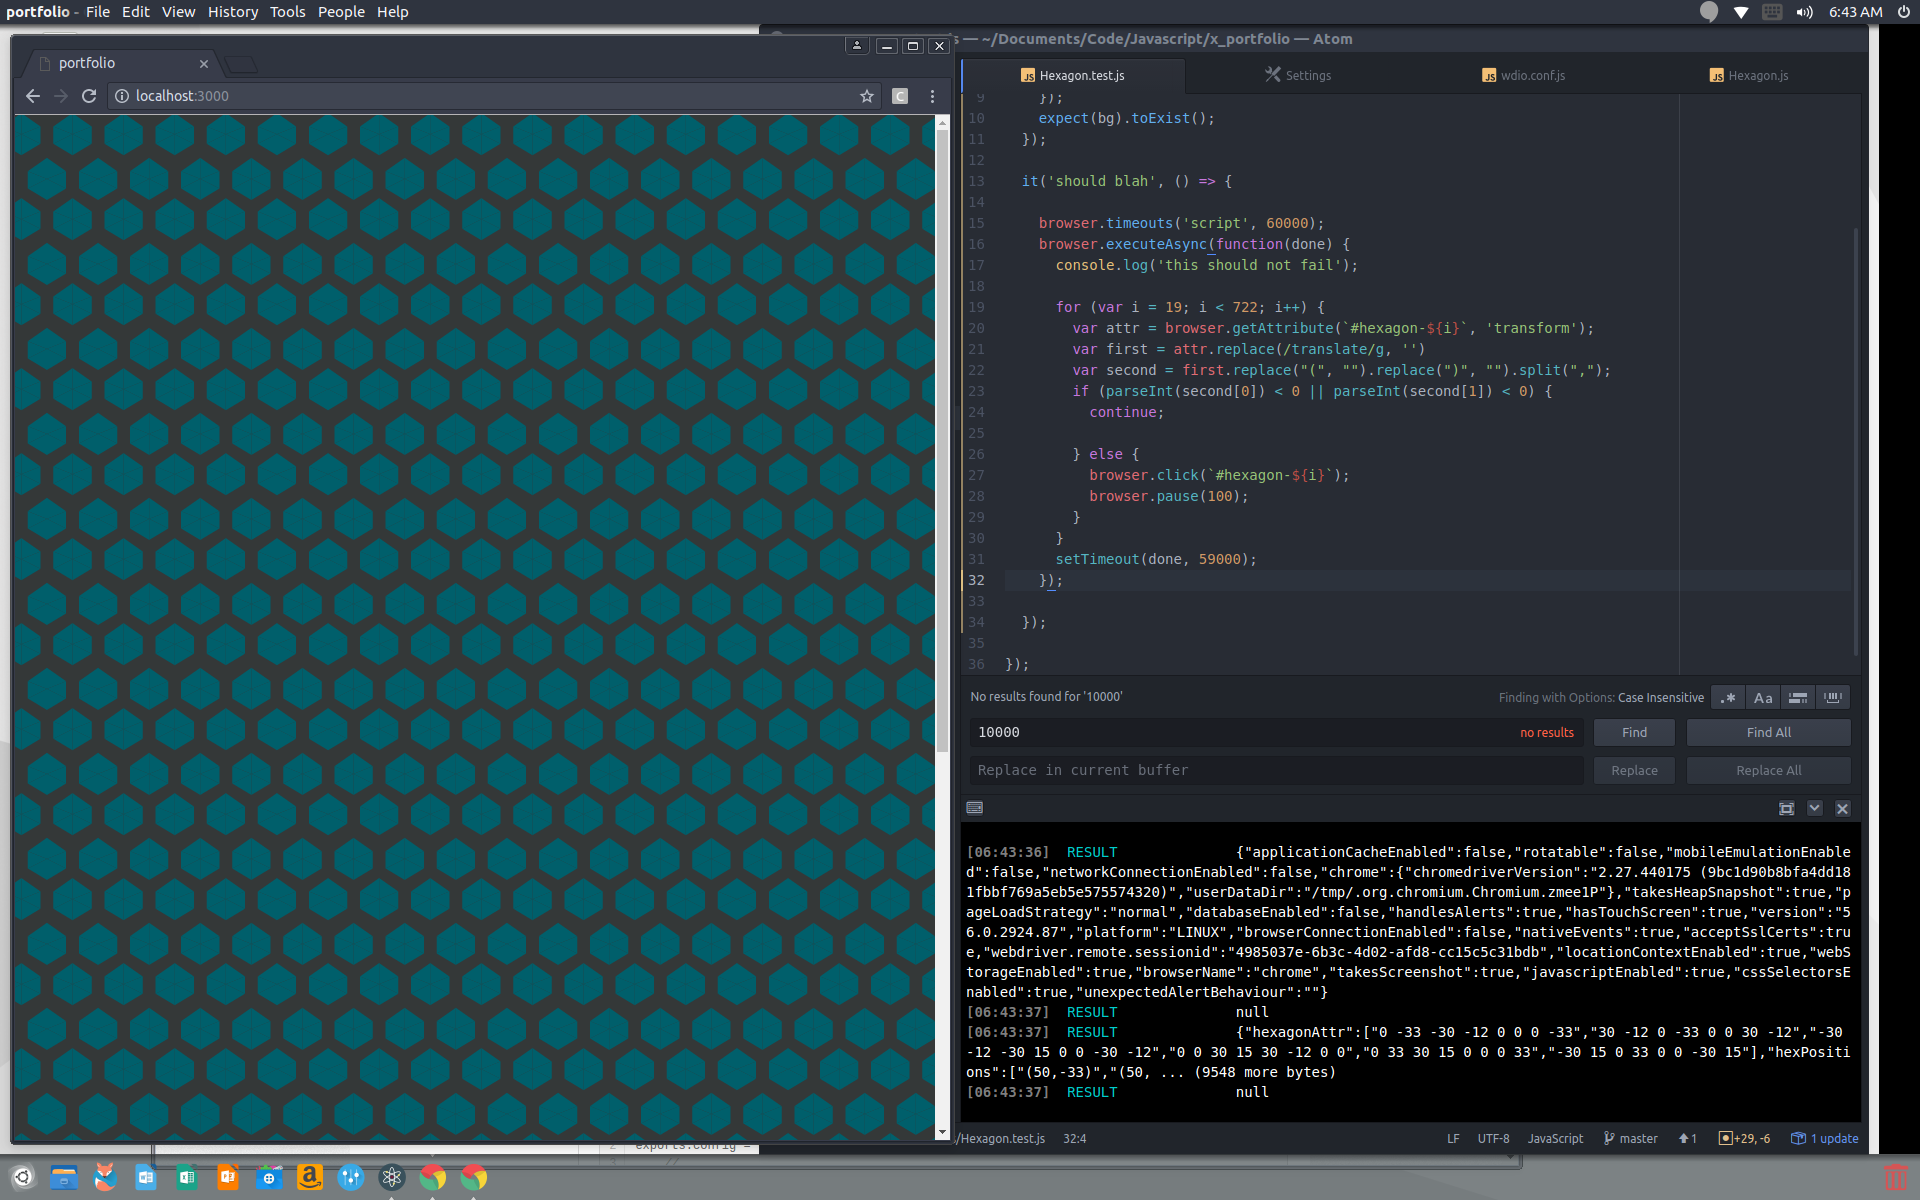 portfolio - File Edit View History Tools People Help
6:43 AM
portfolio
localhost:3000
C
— ~/Documents/Code/Javascript/x_portfolio — Atom
Hexagon.test.js
Settings
wdio.conf.js
Hexagon.js
9 });
10 expect(bg).toExist();
11 });
12
13 it('should blah', () => {
14
15 browser.timeouts('script', 60000);
16 browser.executeAsync(function(done) {
17 console.log('this should not fail');
18
19 for (var i = 19; i < 722; i++) {
20 var attr = browser.getAttribute(`#hexagon-${i}`, 'transform');
21 var first = attr.replace(/translate/g, '')
22 var second = first.replace("(", "").replace(")", "").split(",");
23 if (parseInt(second[0]) < 0 || parseInt(second[1]) < 0) {
24 continue;
25
26 } else {
27 browser.click(`#hexagon-${i}`);
28 browser.pause(100);
29 }
30 }
31 setTimeout(done, 59000);
32 });
33
34 });
35
36 });
No results found for '10000'
Finding with Options: Case Insensitive
.* Aa
10000 no results Find Find All
Replace in current buffer Replace Replace All
[06:43:36] RESULT {"applicationCacheEnabled":false,"rotatable":false,"mobileEmulationEnable
d":false,"networkConnectionEnabled":false,"chrome":{"chromedriverVersion":"2.27.440175 (9bc1d90b8bfa4dd18
1fbbf769a5eb5e575574320)","userDataDir":"/tmp/.org.chromium.Chromium.zmee1P"},"takesHeapSnapshot":true,"p
ageLoadStrategy":"normal","databaseEnabled":false,"handlesAlerts":true,"hasTouchScreen":true,"version":"5
6.0.2924.87","platform":"LINUX","browserConnectionEnabled":false,"nativeEvents":true,"acceptSslCerts":tru
e,"webdriver.remote.sessionid":"4985037e-6b3c-4d02-afd8-cc15c5c31bdb","locationContextEnabled":true,"webS
torageEnabled":true,"browserName":"chrome","takesScreenshot":true,"javascriptEnabled":true,"cssSelectorsE
nabled":true,"unexpectedAlertBehaviour":""}
[06:43:37] RESULT null
[06:43:37] RESULT {"hexagonAttr":["0 -33 -30 -12 0 0 0 -33","30 -12 0 -33 0 0 30 -12","-30
-12 -30 15 0 0 -30 -12","0 0 30 15 30 -12 0 0","0 33 30 15 0 0 0 33","-30 15 0 33 0 0 -30 15"],"hexPositi
ons":["(50,-33)","(50, ... (9548 more bytes)
[06:43:37] RESULT null
/Hexagon.test.js 32:4
LF UTF-8 JavaScript master 1 +29, -6 1 update
2 exports.config =
3 //